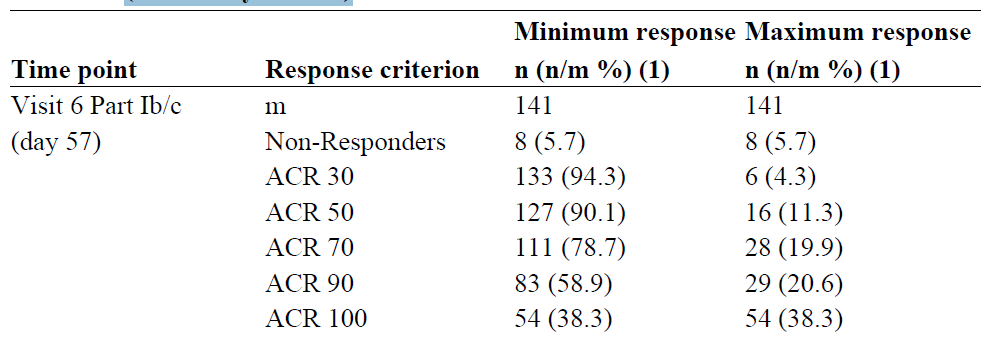 Minimum response Maximum response
Time point Response criterion n (n/m %) (1) n (n/m %) (1)
Visit 6 Part Ib/c m 141 141
(day 57) Non-Responders 8 (5.7) 8 (5.7)
ACR 30 133 (94.3) 6 (4.3)
ACR 50 127 (90.1) 16 (11.3)
ACR 70 111 (78.7) 28 (19.9)
ACR 90 83 (58.9) 29 (20.6)
ACR 100 54 (38.3) 54 (38.3)